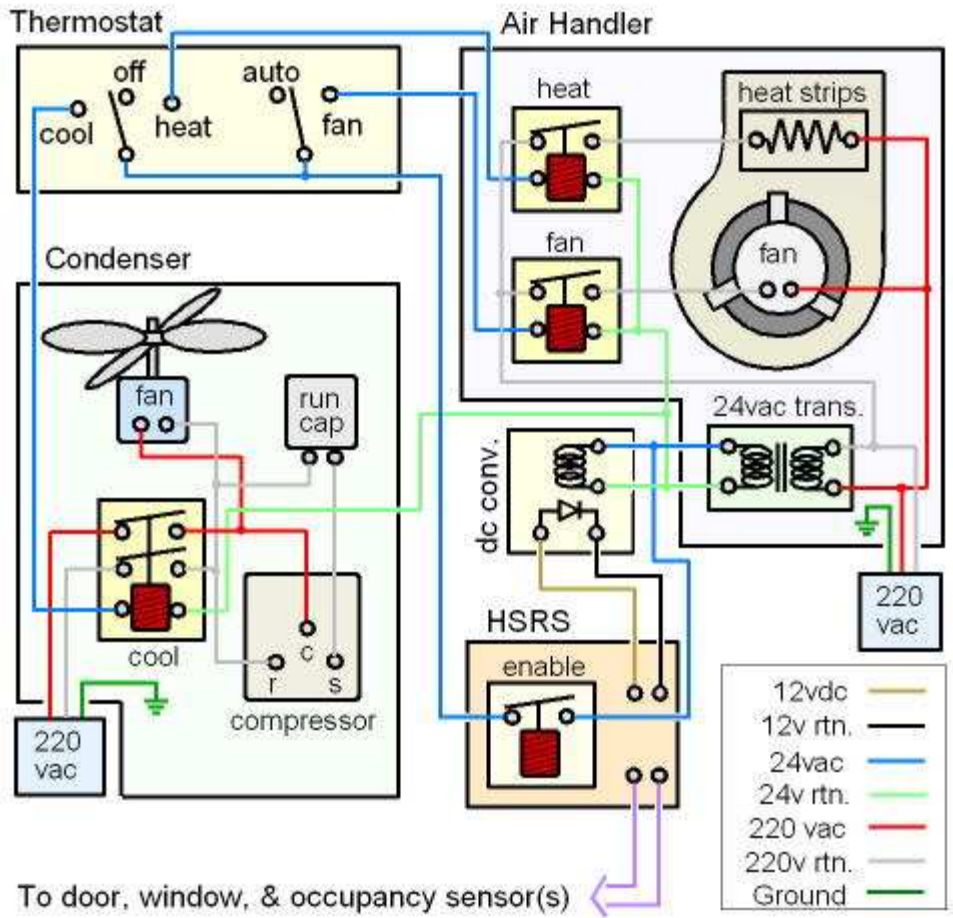 Thermostat
off
auto
cool
heat
fan
Air Handler
heat
heat strips
fan
fan
24vac trans.
Condenser
fan
run
cap
dc conv.
cool
c
r
s
compressor
220
vac
HSRS
enable
220
vac
12vdc
12v rtn.
24vac
24v rtn.
220 vac
220v rtn.
Ground
To door, window, & occupancy sensor(s)